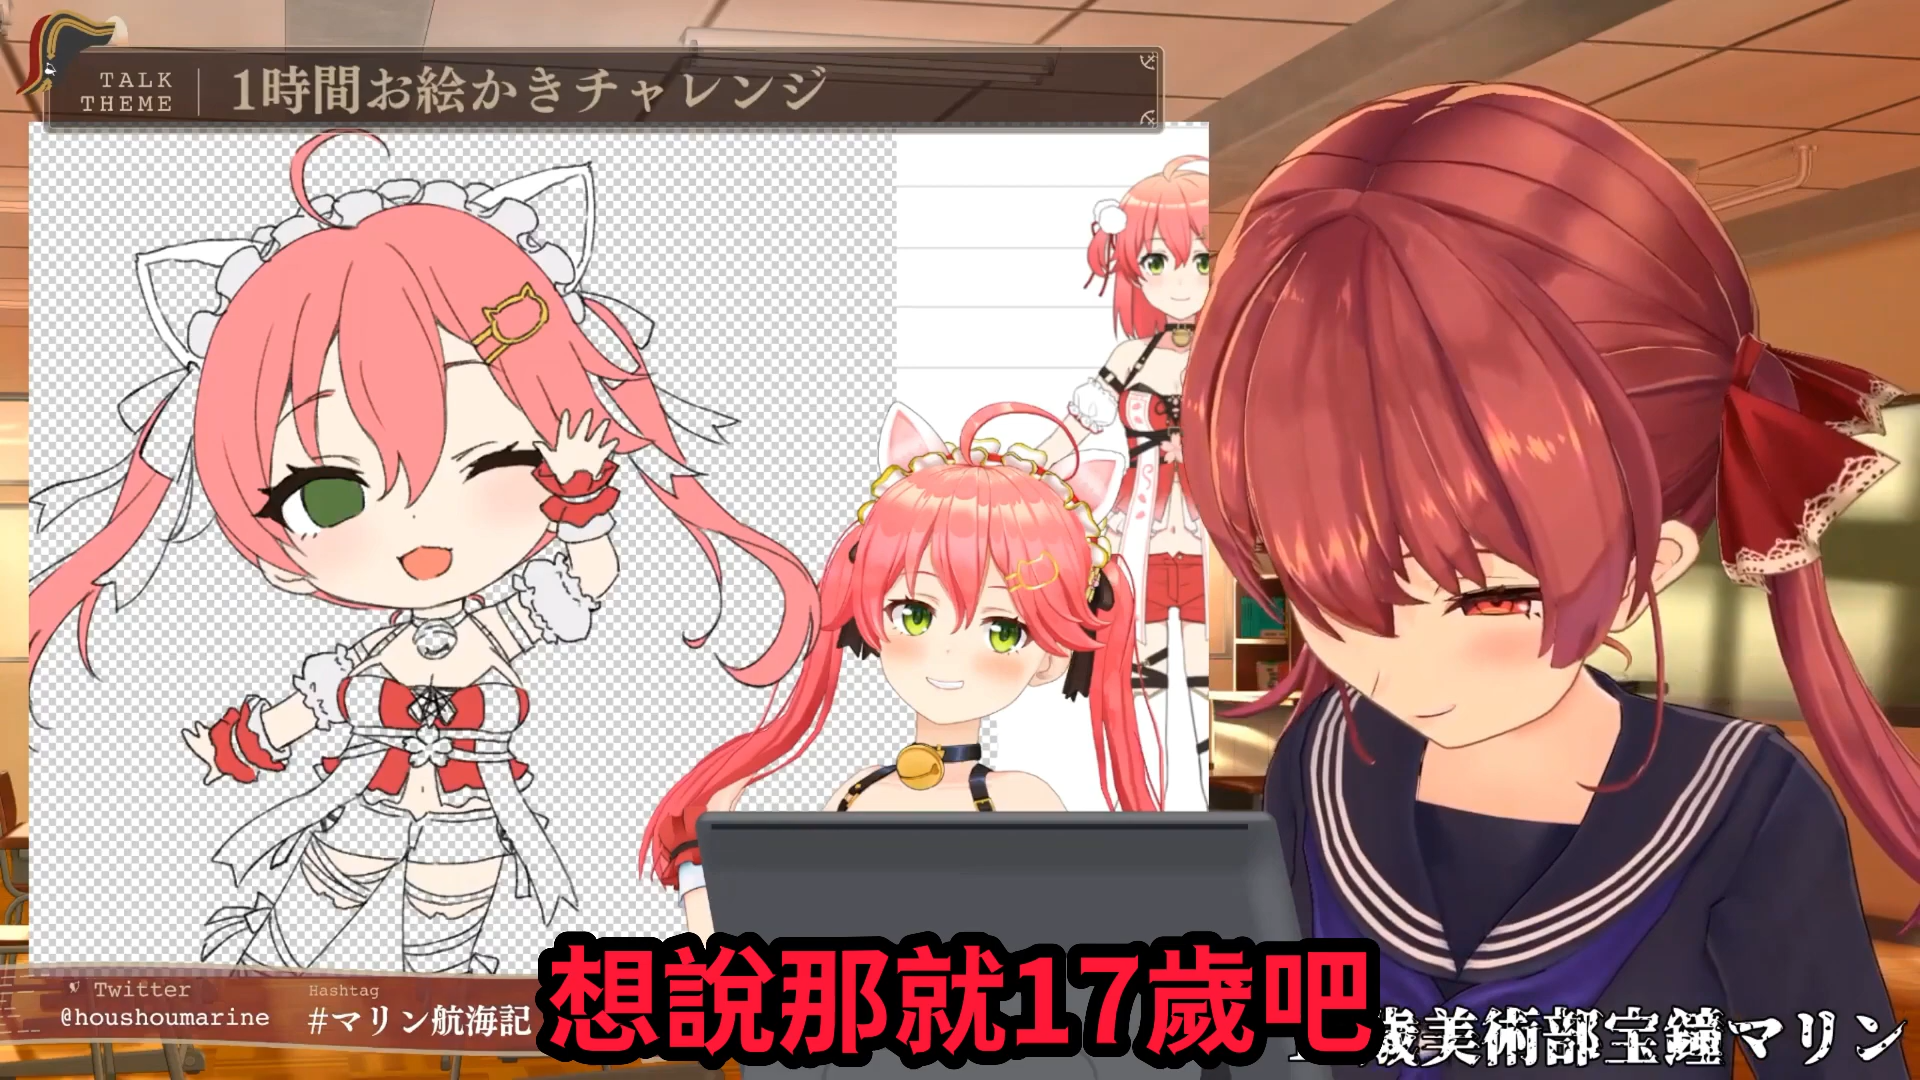 TALK
THEME
1時間お絵かきチャレンジ
Twitter
@houshoumarine
Hashtag
#マリン航海記
想說那就17歲吧
歳美術部宝鐘マリン